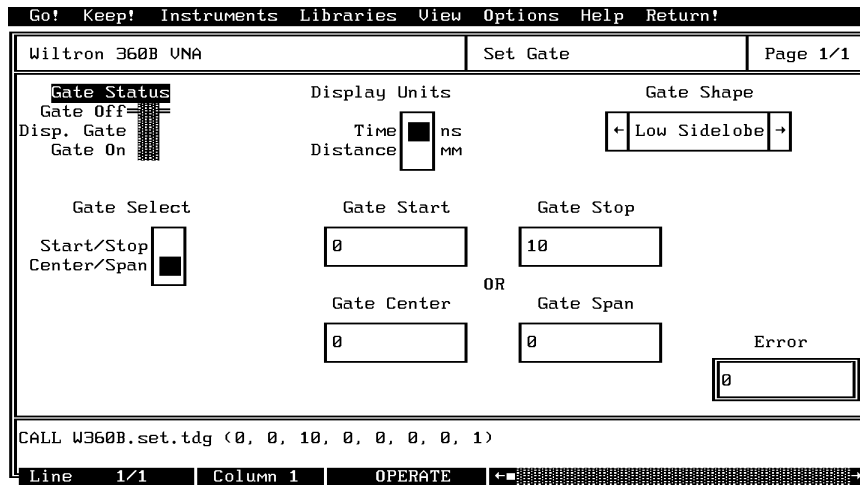 Go! Keep! Instruments Libraries View Options Help Return!
Wiltron 360B VNA
Set Gate
Page 1/1
Gate Status
Gate Off
Disp. Gate
Gate On
Display Units
Time ns
Distance MM
Gate Shape
← Low Sidelobe →
Gate Select
Start/Stop
Center/Span
Gate Start
0
Gate Stop
10
OR
Gate Center
0
Gate Span
0
Error
0
CALL W360B.set.tdg (0, 0, 10, 0, 0, 0, 0, 1)
Line 1/1 Column 1 OPERATE